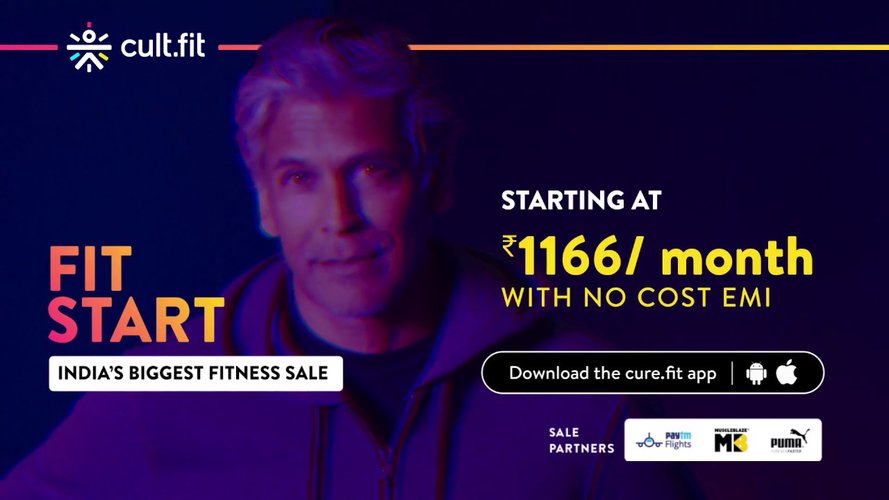 cult.fit
FIT
START
INDIA'S BIGGEST FITNESS SALE
STARTING AT
₹1166/ month
WITH NO COST EMI
Download the cure.fit app
SALE
PARTNERS
paytm
Flights
MUSCLEBLAZE
MB
PUMA